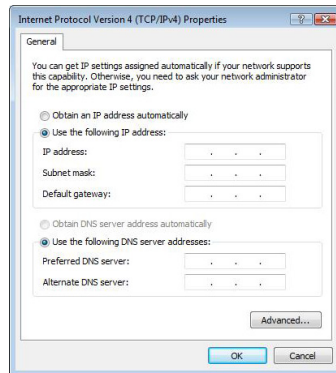 Internet Protocol Version 4 (TCP/IPv4) Properties
General
You can get IP settings assigned automatically if your network supports
this capability. Otherwise, you need to ask your network administrator
for the appropriate IP settings.
Obtain an IP address automatically
Use the following IP address:
IP address:
Subnet mask:
Default gateway:
Obtain DNS server address automatically
Use the following DNS server addresses:
Preferred DNS server:
Alternate DNS server:
Advanced...
OK Cancel